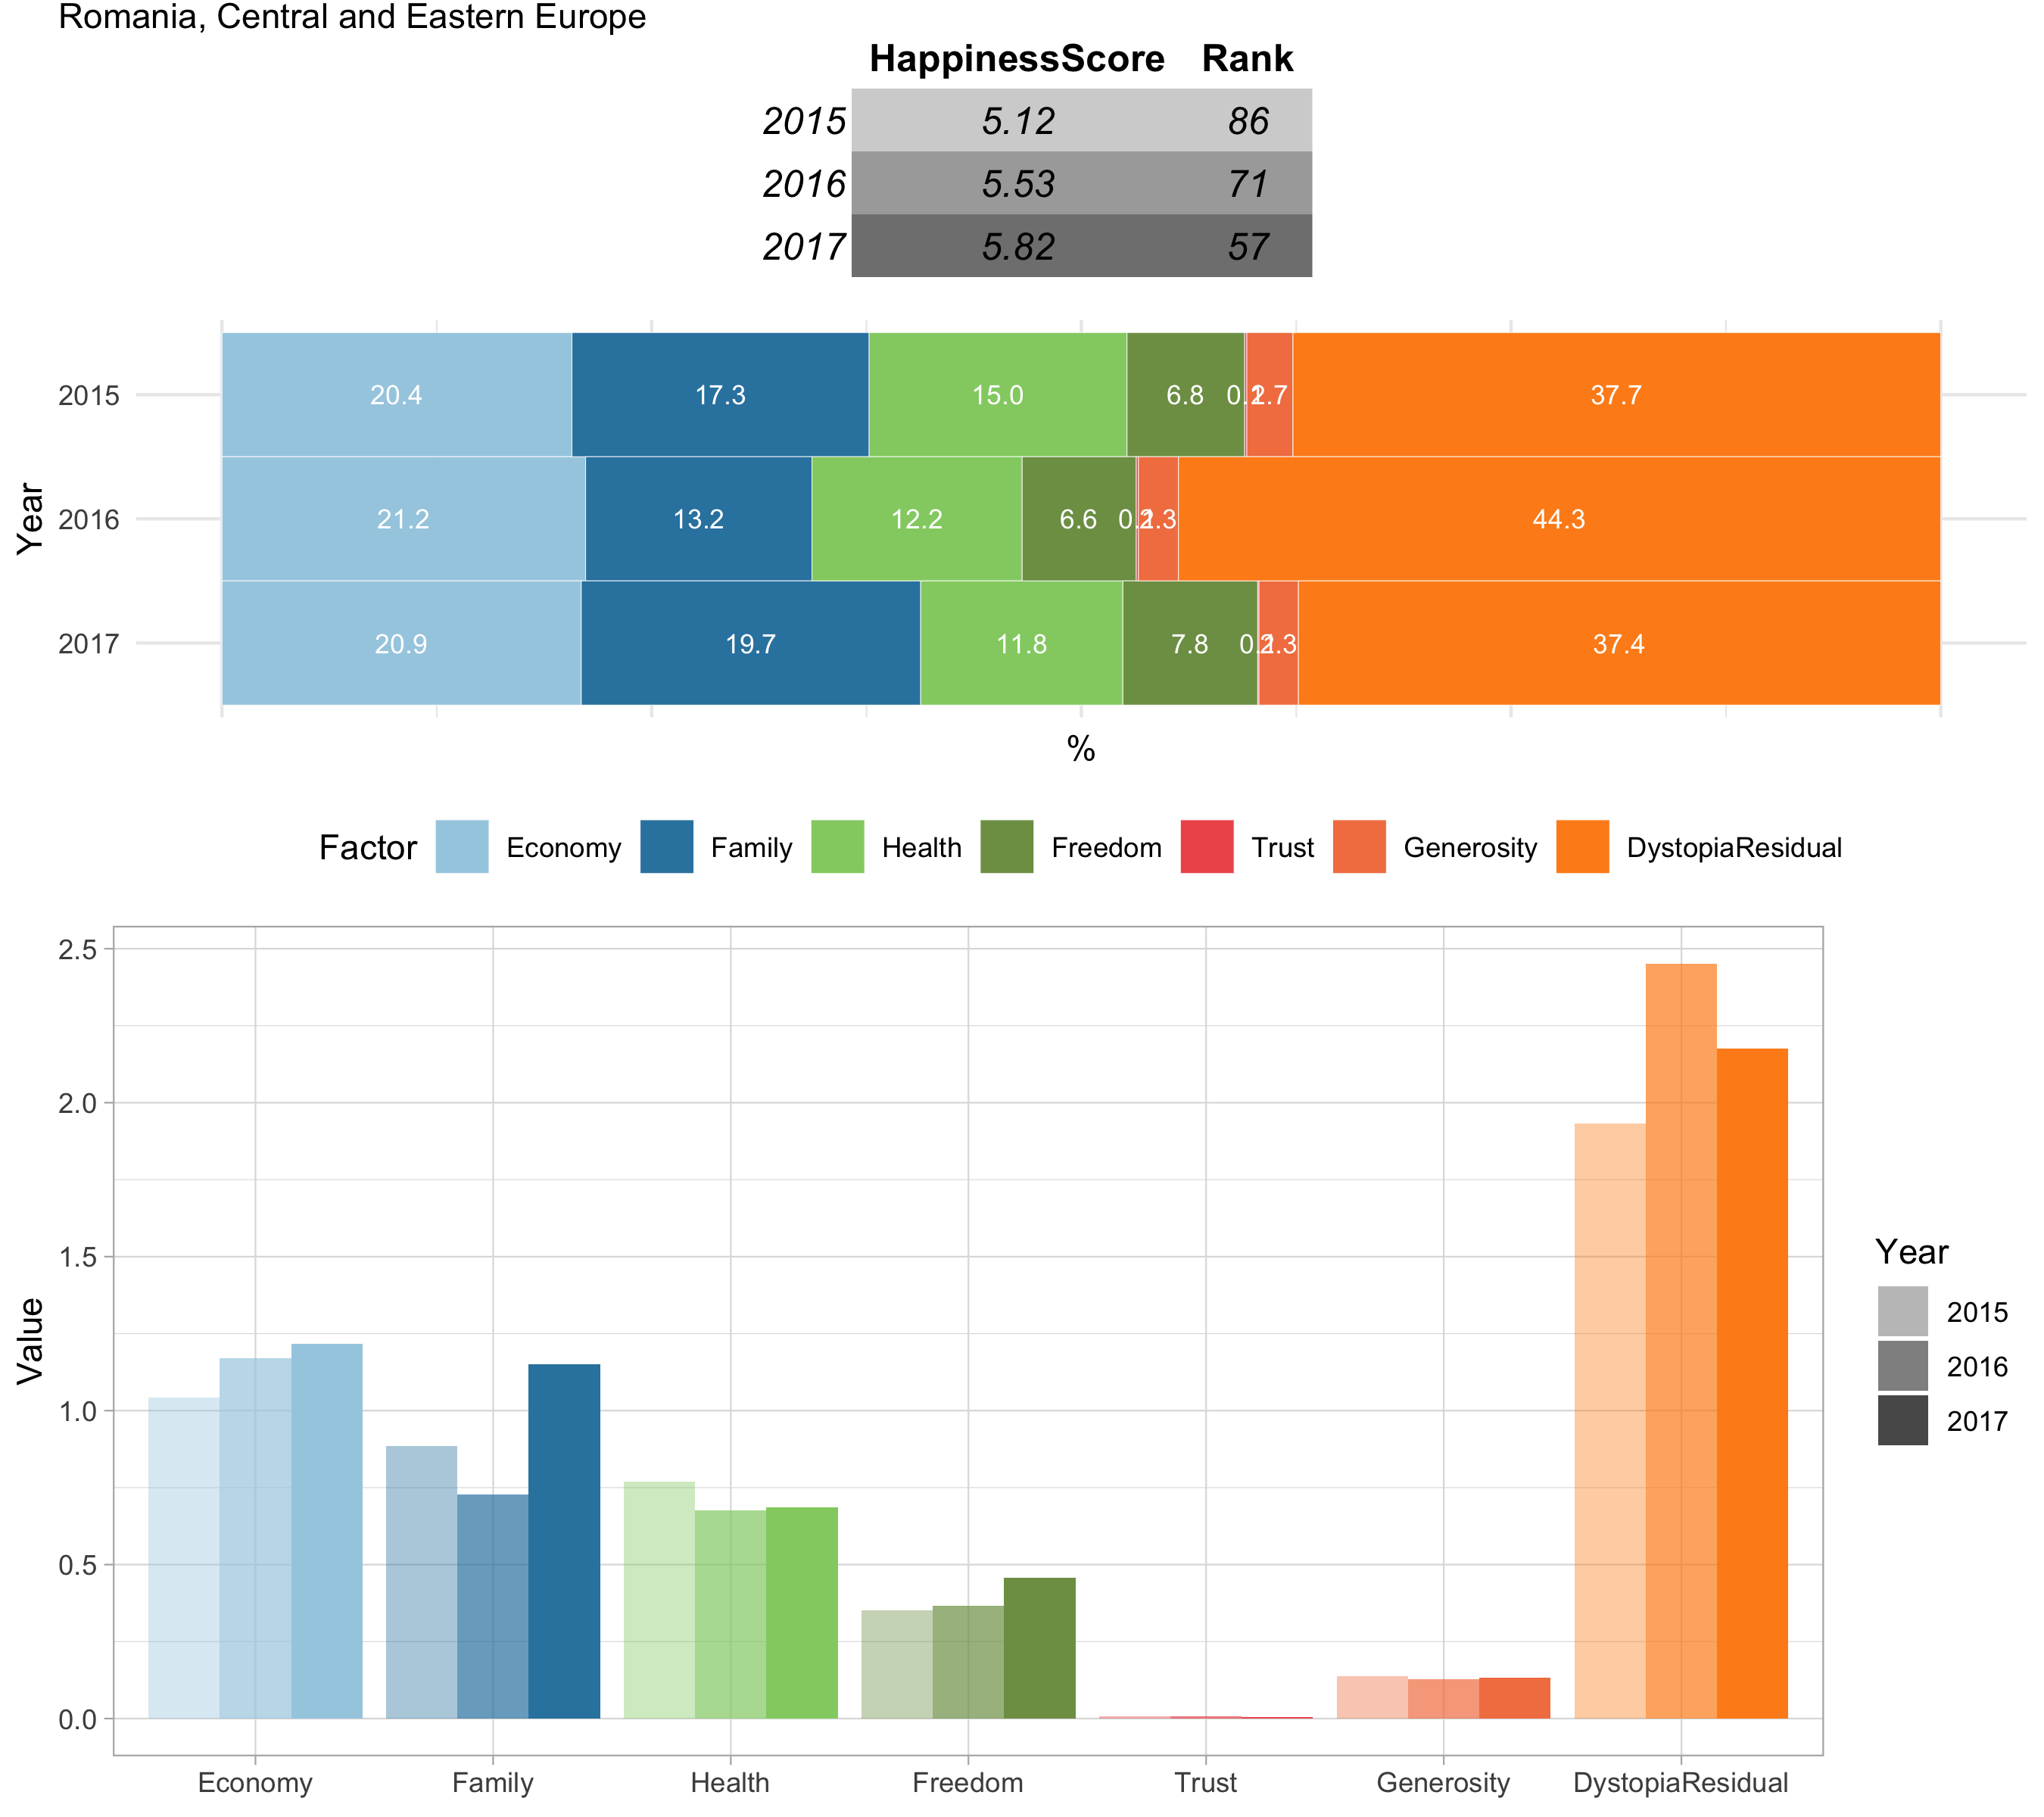 Romania, Central and Eastern Europe
HappinessScore Rank
2015 5.12 86
2016 5.53 71
2017 5.82 57
Year
2015 20.4 17.3 15.0 6.8 0.1 2.7 37.7
2016 21.2 13.2 12.2 6.6 2.3 44.3
2017 20.9 19.7 11.8 7.8 2.3 37.4
%
Factor Economy Family Health Freedom Trust Generosity DystopiaResidual
Value
2.5
2.0
1.5
1.0
0.5
0.0
Economy Family Health Freedom Trust Generosity DystopiaResidual
Year
2015
2016
2017